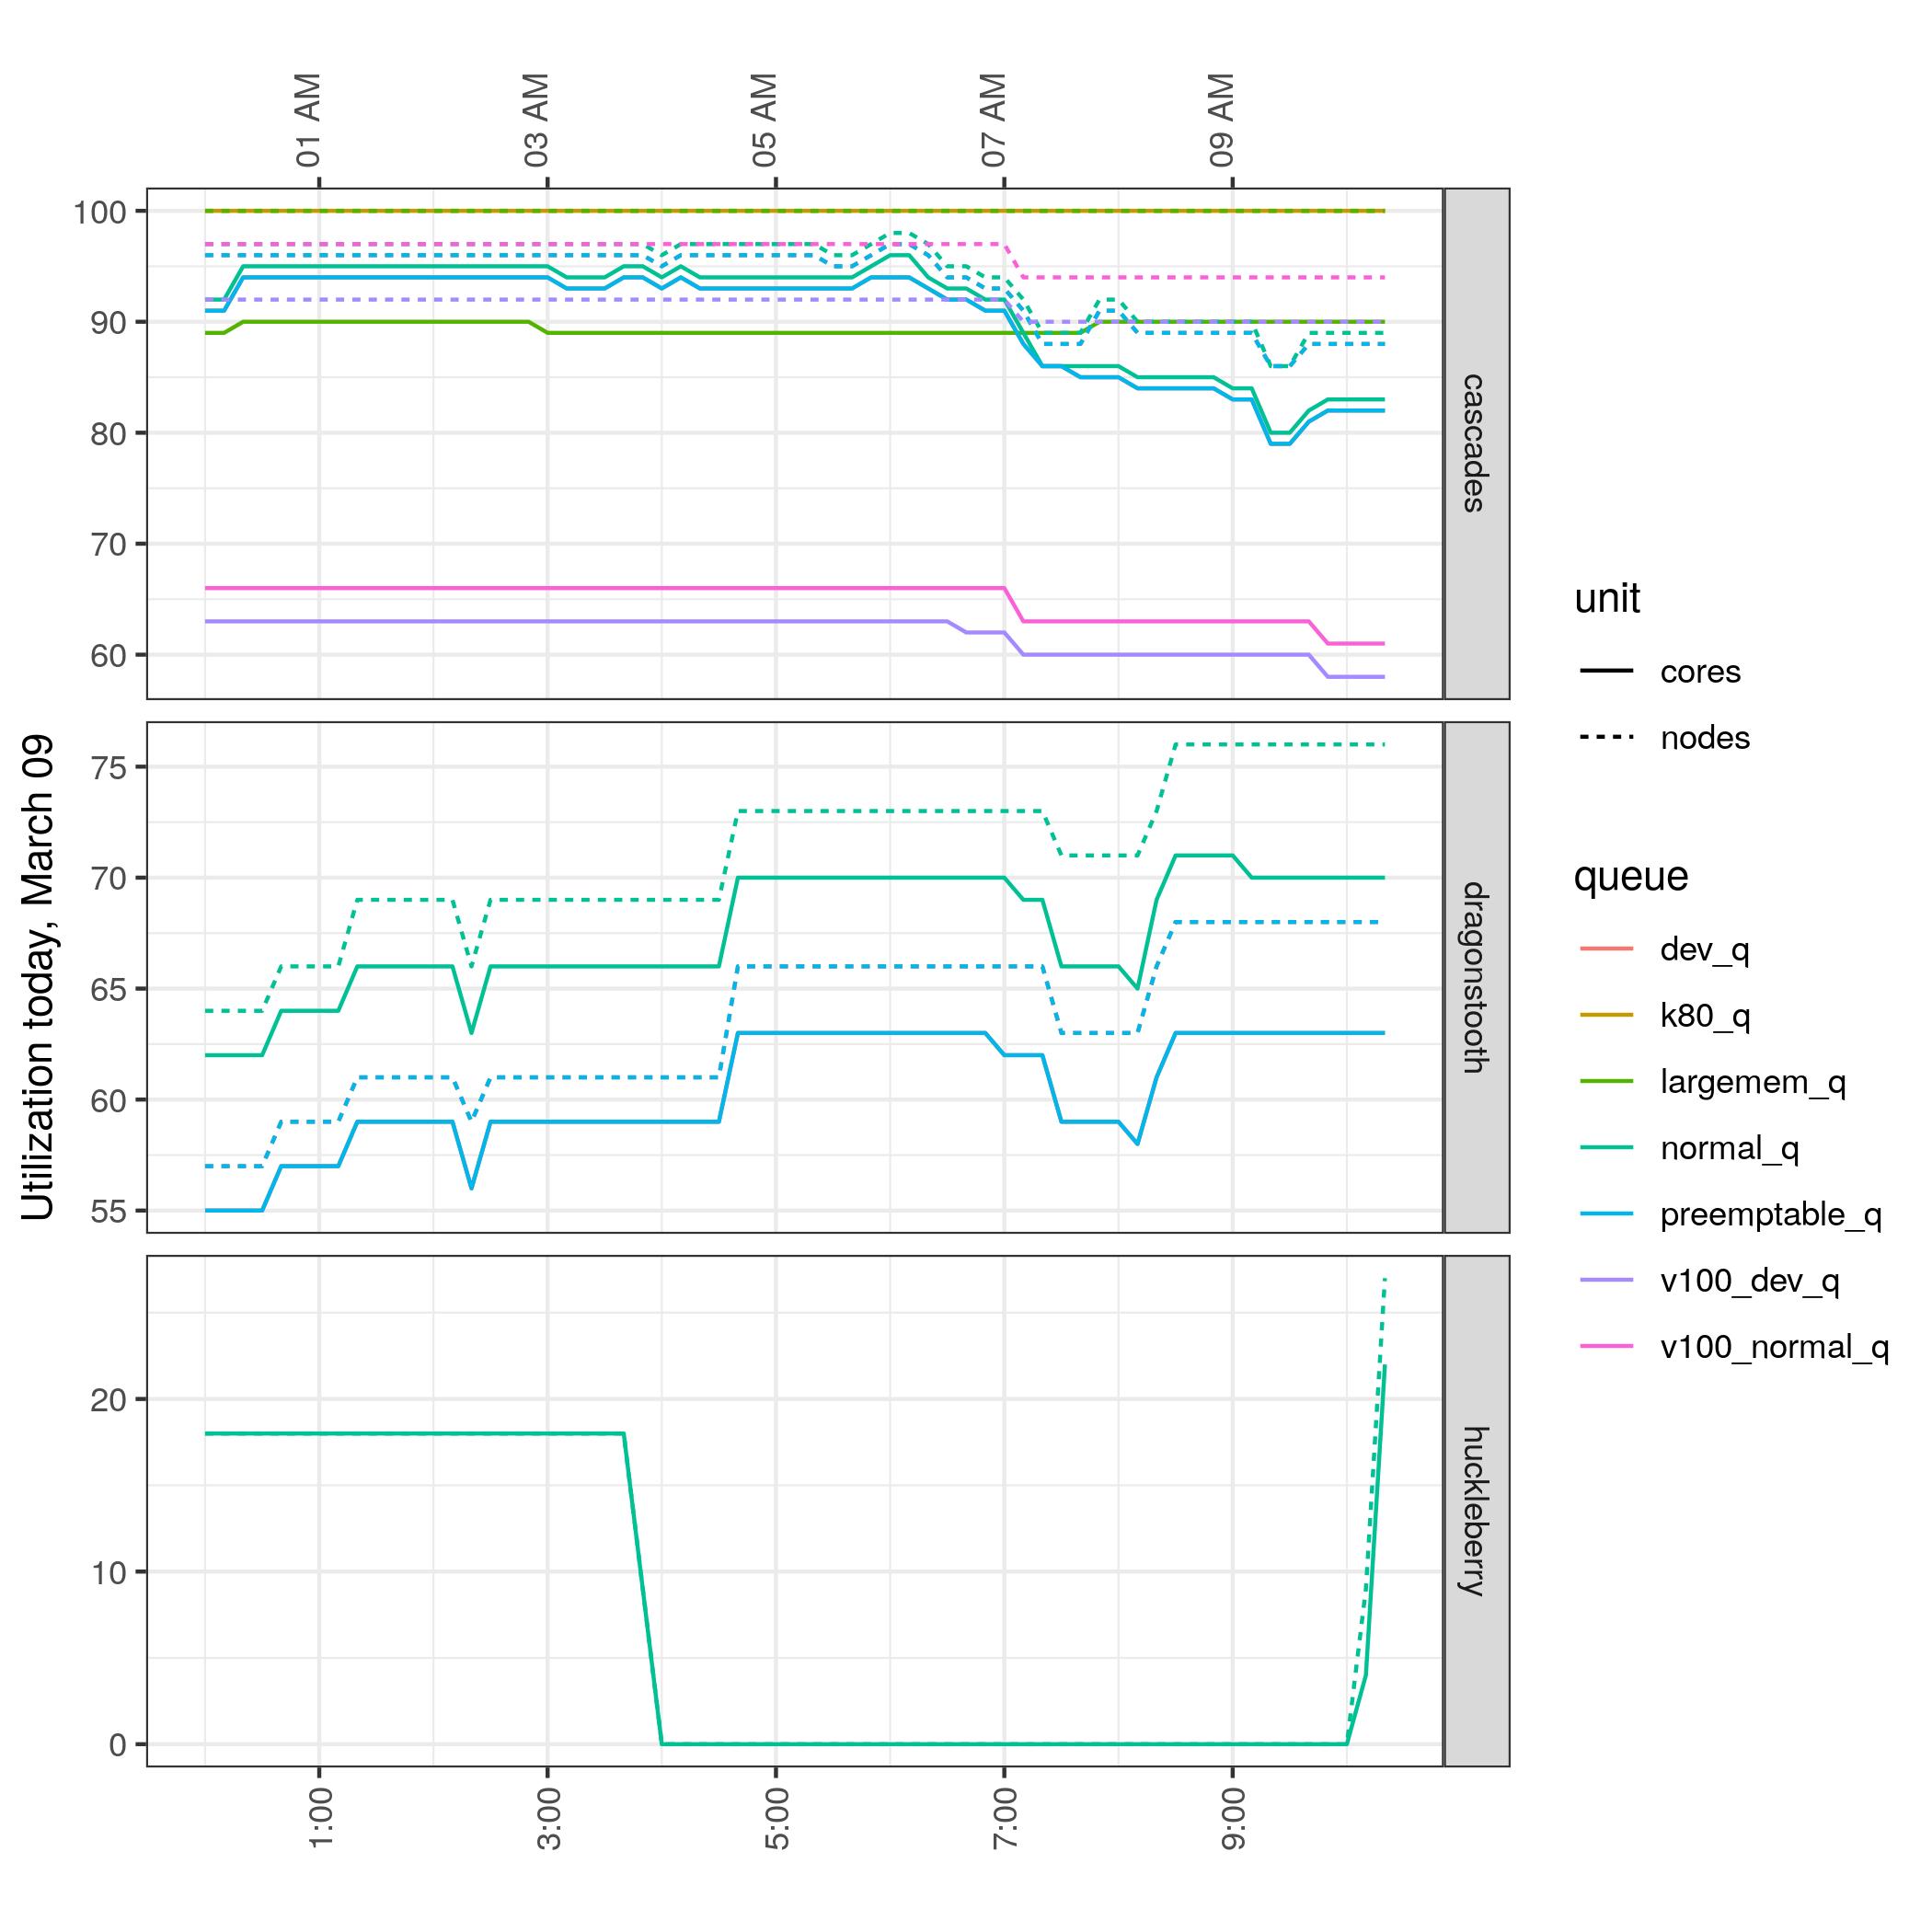 01 AM
03 AM
05 AM
07 AM
09 AM
Utilization today, March 09
100
90
80
70
60
cascades
75
70
65
60
55
dragonstooth
20
10
0
huckleberry
1:00
3:00
5:00
7:00
9:00
unit
cores
nodes
queue
dev_q
k80_q
largemem_q
normal_q
preemptable_q
v100_dev_q
v100_normal_q